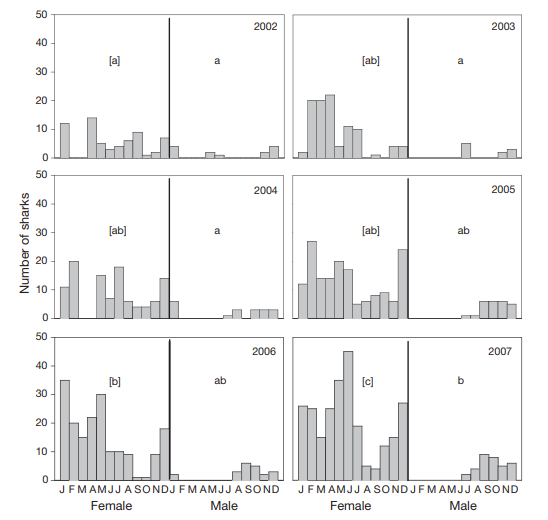 50 2002 2003
40
[a] a [ab] a
30
20
10
0
50 2004 2005
40
[ab] a [ab] ab
30
20
10
0
Number of sharks
50 2006 2007
40
[b] ab [c] b
30
20
10
0
J F M A M J J A S O N D J F M A M J J A S O N D J F M A M J J A S O N D J F M A M J J A S O N D
Female Male Female Male